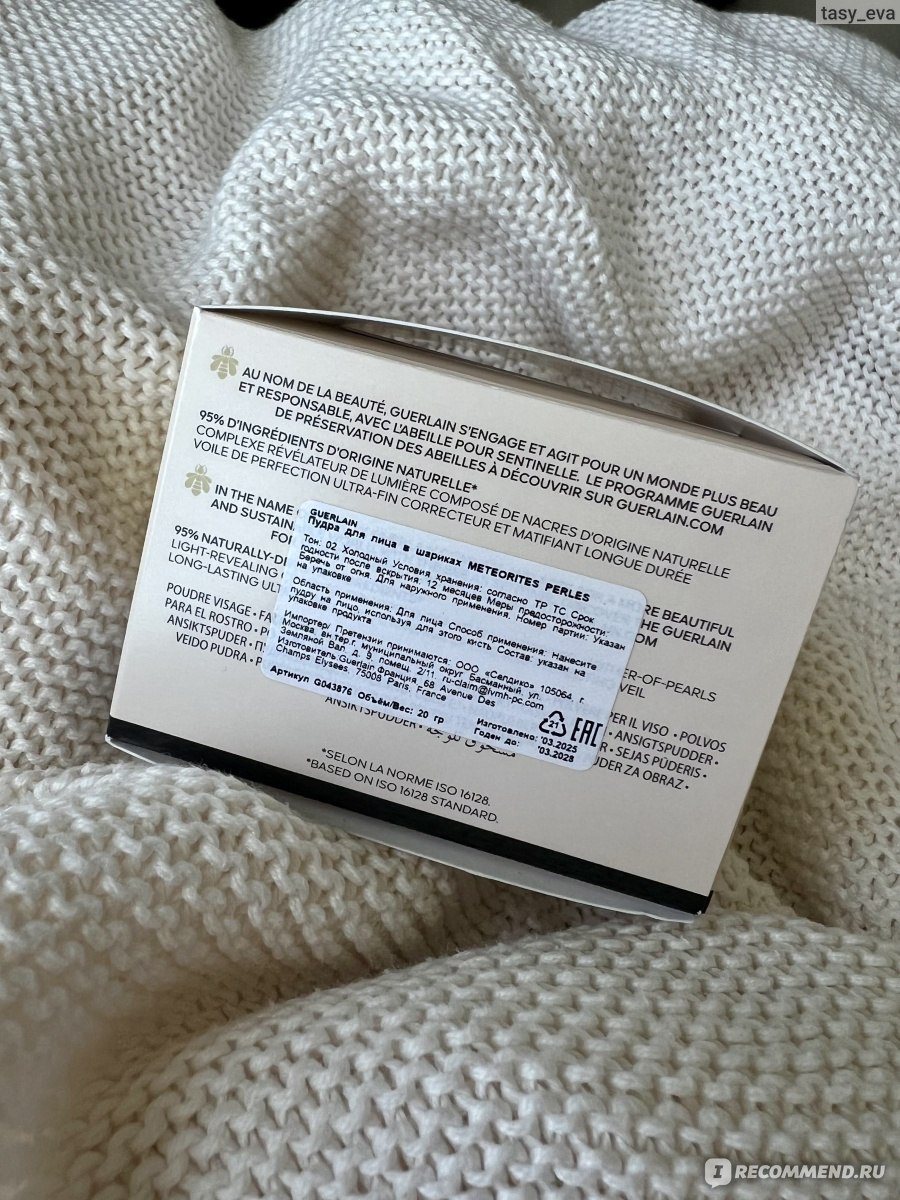 tasy_eva
AU NOM DE LA BEAUTÉ, GUERLAIN S'ENGAGE ET AGIT POUR UN MONDE PLUS BEAU
ET RESPONSABLE, AVEC L'ABEILLE POUR SENTINELLE. LE PROGRAMME GUERLAIN
DE PRÉSERVATION DES ABEILLES À DÉCOUVRIR SUR GUERLAIN.COM
95% D'INGRÉDIENTS D'ORIGINE NATURELLE*
COMPLEXE RÉVÉLATEUR DE LUMIÈRE COMPOSÉ DE NACRES D'ORIGINE NATURELLE
VOILE DE PERFECTION ULTRA-FIN CORRECTEUR ET MATIFIANT LONGUE DURÉE
IN THE NAME
BEAUTIFUL
AND
GUERLAIN
95% NATURALLY-
LIGHT-REVEALING
-OF-PEARLS
LONG-LASTING
VEIL
POUDRE VISAGE •
PER IL VISO • POLVOS
PARA EL ROSTRO •
• ANSIGTSPUDDER •
ANSIKTSPUDER •
• SEJAS PŪDERIS •
VEIDO PUDRA •
ZA OBRAZ •
ANSIKTSPUDDER •
GUERLAIN
Пудра для лица в шариках METEORITES PERLES
Тон: 02 Холодный Условия хранения: согласно ТР ТС Срок
годности после вскрытия: 12 месяцев Меры предосторожности:
Беречь от огня. Для наружного применения. Номер партии: Указан
на упаковке
Область применения: Для лица Способ применения: Нанесите
пудру на лицо, используя для этого кисть Состав: указан на
упаковке продукта
Импортер/ Претензии принимаются: ООО «Селдико» 105064, г.
Москва, вн.тер.г. муниципальный округ Басманный, ул.
Земляной Вал, д. 9, помещ. 2/11. ru-claim@lvmh-pc.com
Изготовитель:Guerlain,Франция, 68 Avenue Des
Champs Elysees, 75008 Paris, France
Артикул G043876 Объём/Вес: 20 гр
Изготовлено: '03.2025
Годен до: '03.2028
21
EAC
*SELON LA NORME ISO 16128.
*BASED ON ISO 16128 STANDARD.
IRECOMMEND.RU